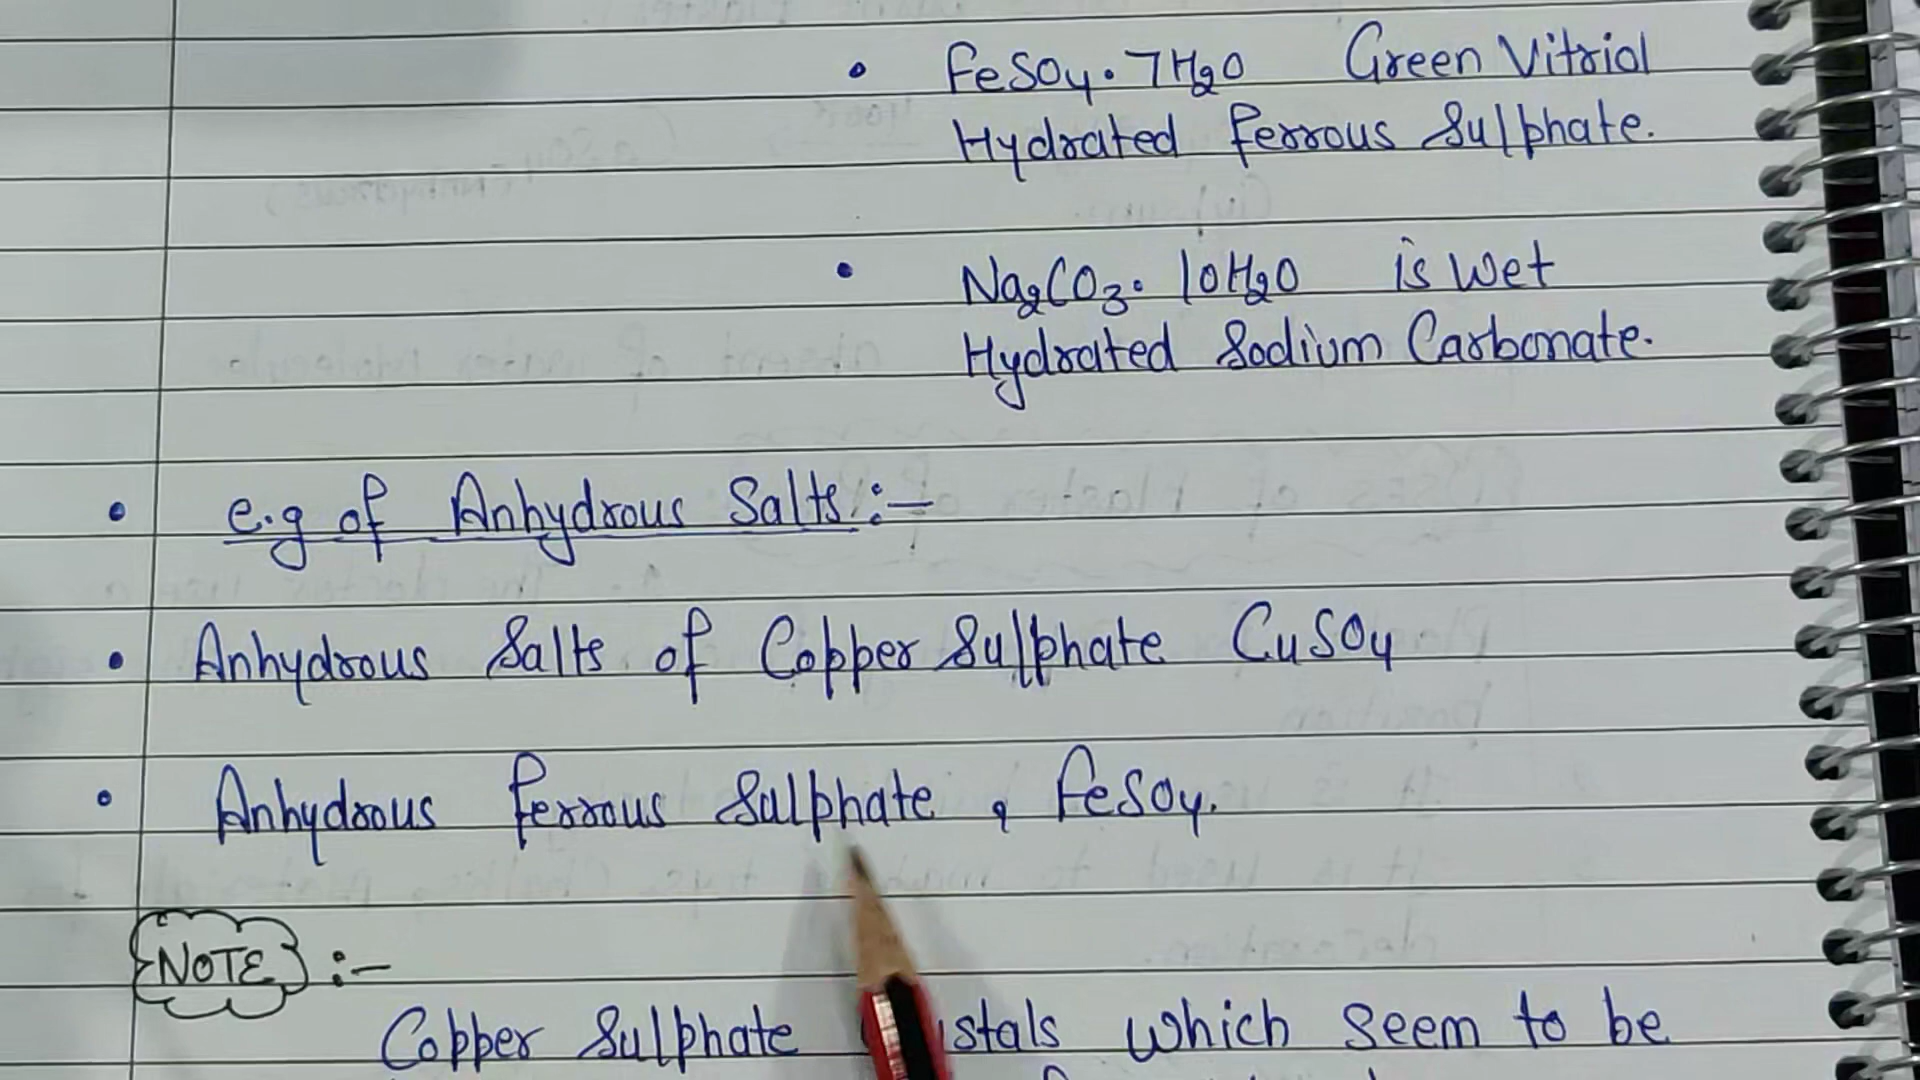 • FeSO4. 7H2O Green Vitriol
Hydrated Ferrous Sulphate.
• Na2CO3. 10H2O is wet
Hydrated Sodium Carbonate.
• e.g of Anhydrous Salts:-
• Anhydrous Salts of Copper Sulphate CuSO4
• Anhydrous Ferrous Sulphate, FeSO4.
NOTE :-
Copper Sulphate stals which seem to be